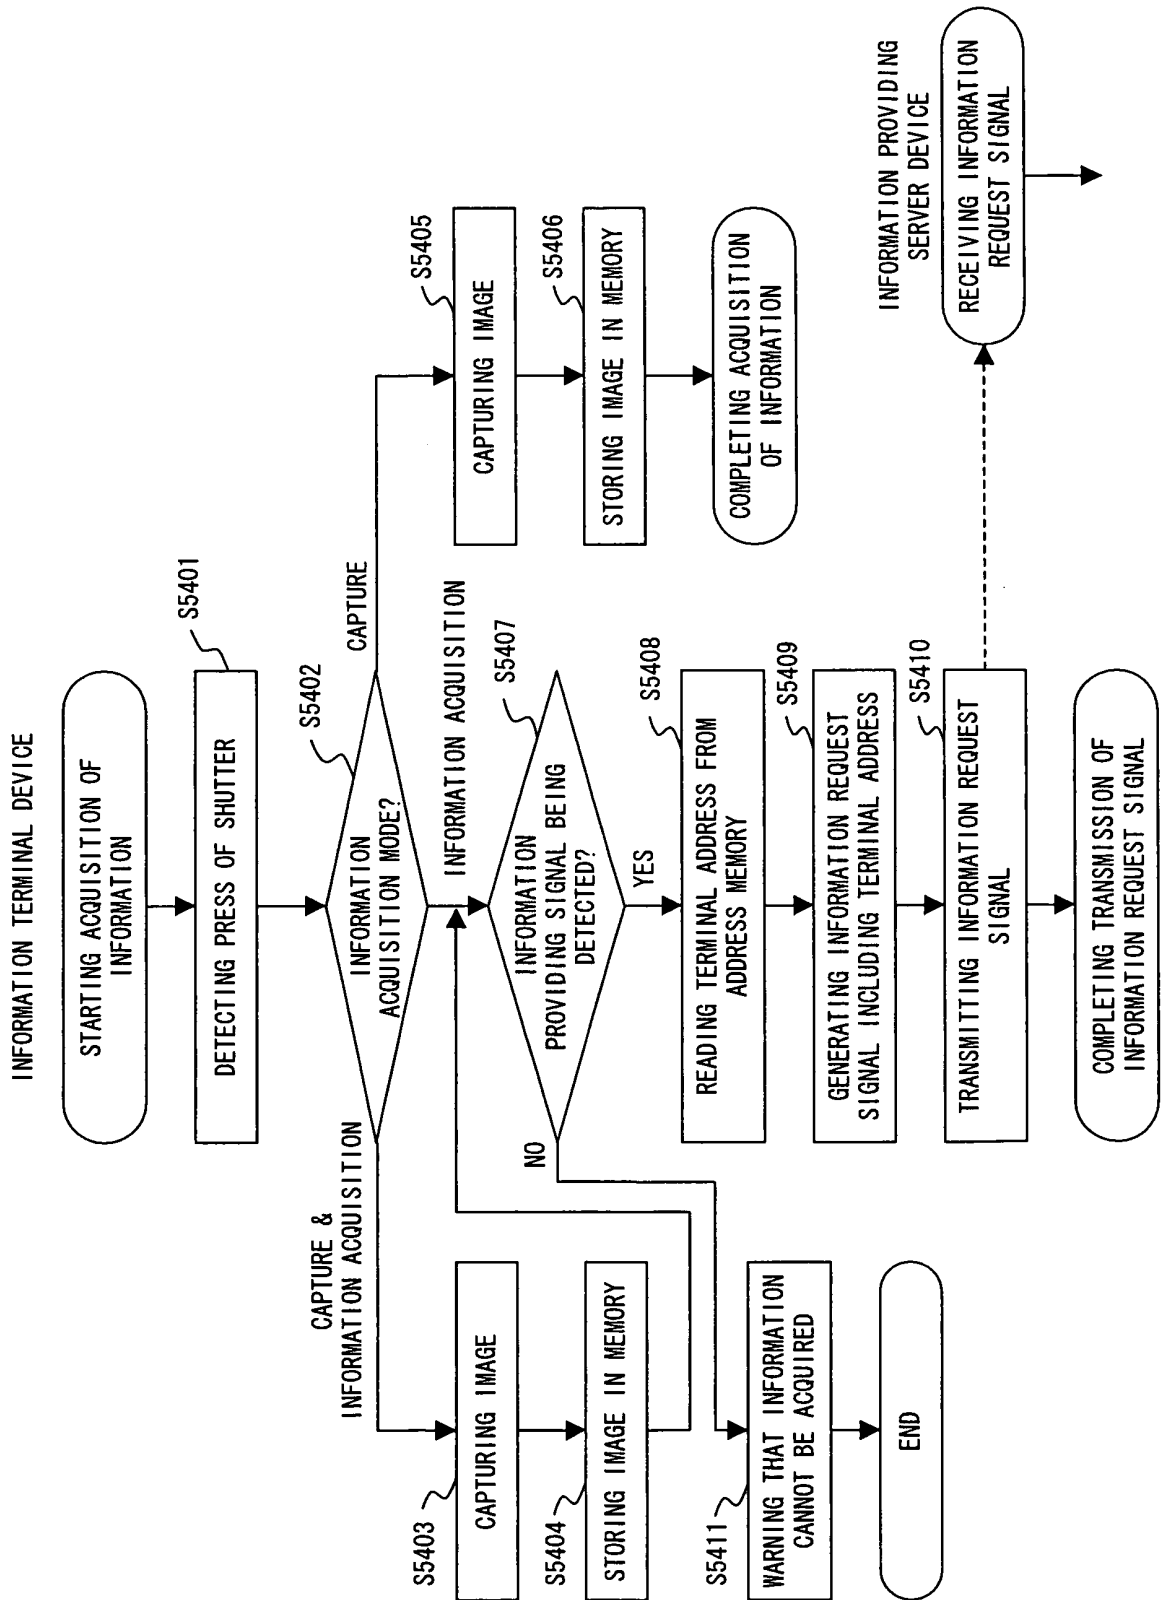 INFORMATION TERMINAL DEVICE
STARTING ACQUISITION OF
INFORMATION
DETECTING PRESS OF SHUTTER
S5401
S5402
INFORMATION
ACQUISITION MODE?
CAPTURE &
INFORMATION ACQUISITION
CAPTURE
INFORMATION ACQUISITION
S5403
CAPTURING IMAGE
S5404
STORING IMAGE IN MEMORY
S5405
CAPTURING IMAGE
S5406
STORING IMAGE IN MEMORY
COMPLETING ACQUISITION
OF INFORMATION
S5407
INFORMATION
PROVIDING SIGNAL BEING
DETECTED?
NO
YES
S5411
WARNING THAT INFORMATION
CANNOT BE ACQUIRED
END
S5408
READING TERMINAL ADDRESS FROM
ADDRESS MEMORY
S5409
GENERATING INFORMATION REQUEST
SIGNAL INCLUDING TERMINAL ADDRESS
S5410
TRANSMITTING INFORMATION REQUEST
SIGNAL
COMPLETING TRANSMISSION OF
INFORMATION REQUEST SIGNAL
INFORMATION PROVIDING
SERVER DEVICE
RECEIVING INFORMATION
REQUEST SIGNAL